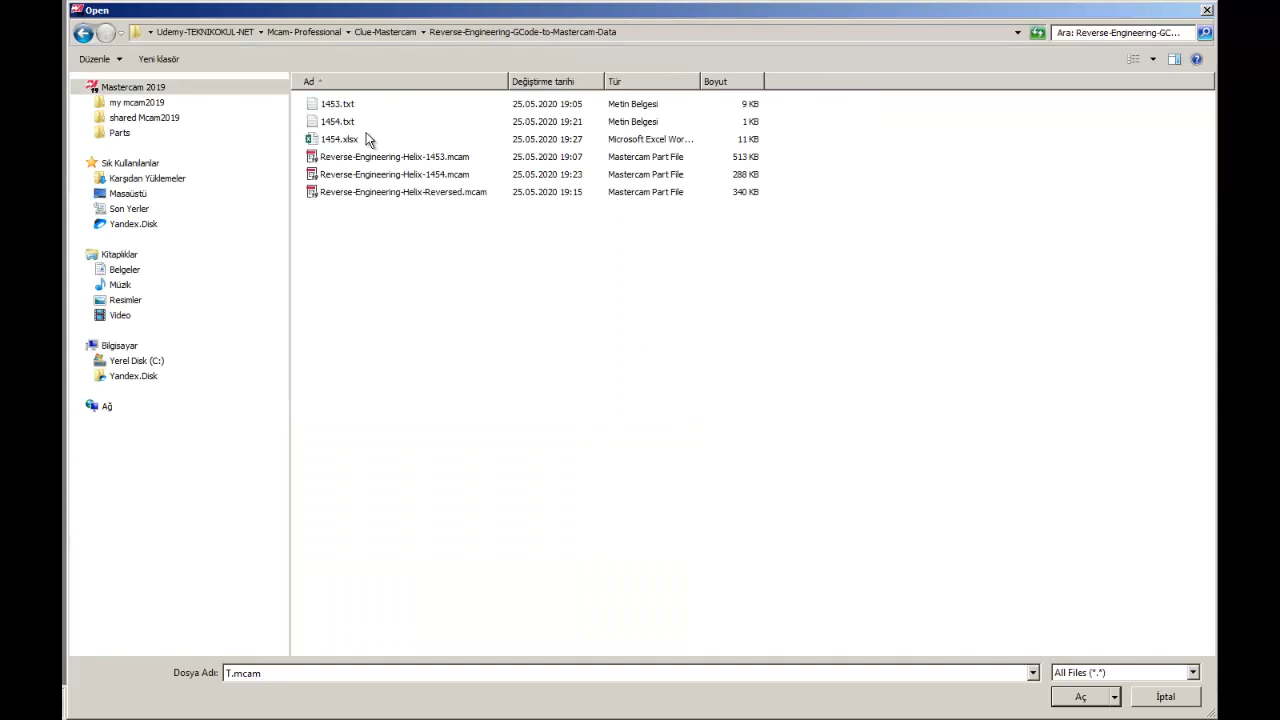 Open
Udemy-TEKNIKOKUL-NET Mcam- Professional Clue-Mastercam Reverse-Engineering-GCode-to-Mastercam-Data
Ara: Reverse-Engineering-GC...
Düzenle Yeni klasör
Mastercam 2019
my mcam2019
shared Mcam2019
Parts
Sık Kullanılanlar
Karşıdan Yüklemeler
Masaüstü
Son Yerler
Yandex.Disk
Kitaplıklar
Belgeler
Müzik
Resimler
Video
Bilgisayar
Yerel Disk (C:)
Yandex.Disk
Ağ
Ad Değiştirme tarihi Tür Boyut
1453.txt 25.05.2020 19:05 Metin Belgesi 9 KB
1454.txt 25.05.2020 19:21 Metin Belgesi 1 KB
1454.xlsx 25.05.2020 19:27 Microsoft Excel Wor... 11 KB
Reverse-Engineering-Helix-1453.mcam 25.05.2020 19:07 Mastercam Part File 513 KB
Reverse-Engineering-Helix-1454.mcam 25.05.2020 19:23 Mastercam Part File 288 KB
Reverse-Engineering-Helix-Reversed.mcam 25.05.2020 19:15 Mastercam Part File 340 KB
Dosya Adı: T.mcam All Files (*.*)
Aç İptal